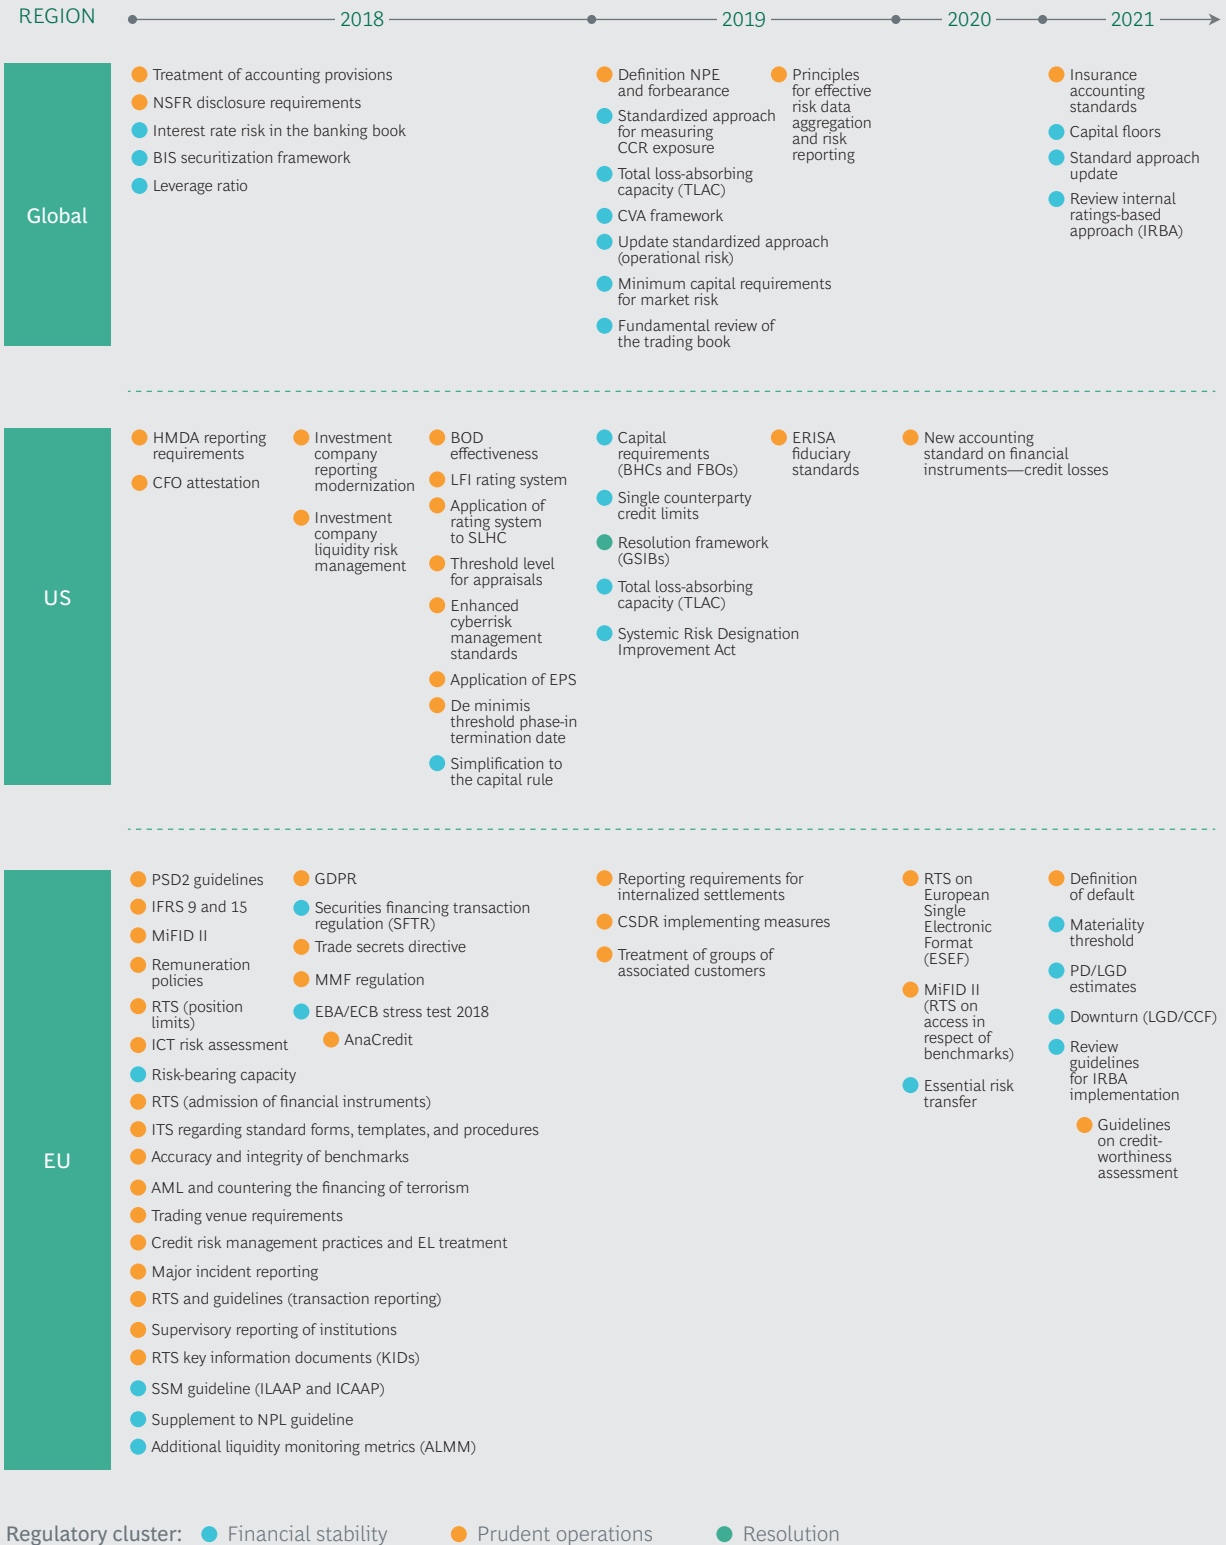 REGION
2018
2019
2020
2021
Global
Treatment of accounting provisions
NSFR disclosure requirements
Interest rate risk in the banking book
BIS securitization framework
Leverage ratio
Definition NPE
and forbearance
Standardized approach
for measuring
CCR exposure
Total loss-absorbing
capacity (TLAC)
CVA framework
Update standardized approach
(operational risk)
Minimum capital requirements
for market risk
Fundamental review of
the trading book
Principles
for effective
risk data
aggregation
and risk
reporting
Insurance
accounting
standards
Capital floors
Standard approach
update
Review internal
ratings-based
approach (IRBA)
US
HMDA reporting
requirements
CFO attestation
Investment
company
reporting
modernization
Investment
company
liquidity risk
management
BOD
effectiveness
LFI rating system
Application of
rating system
to SLHC
Threshold level
for appraisals
Enhanced
cyberrisk
management
standards
Application of EPS
De minimis
threshold phase-in
termination date
Simplification to
the capital rule
Capital
requirements
(BHCs and FBOs)
Single counterparty
credit limits
Resolution framework
(GSIBs)
Total loss-absorbing
capacity (TLAC)
Systemic Risk Designation
Improvement Act
ERISA
fiduciary
standards
New accounting
standard on financial
instruments—credit losses
EU
PSD2 guidelines
IFRS 9 and 15
MiFID II
Remuneration
policies
RTS (position
limits)
ICT risk assessment
Risk-bearing capacity
RTS (admission of financial instruments)
ITS regarding standard forms, templates, and procedures
Accuracy and integrity of benchmarks
AML and countering the financing of terrorism
Trading venue requirements
Credit risk management practices and EL treatment
Major incident reporting
RTS and guidelines (transaction reporting)
Supervisory reporting of institutions
RTS key information documents (KIDs)
SSM guideline (ILAAP and ICAAP)
Supplement to NPL guideline
Additional liquidity monitoring metrics (ALMM)
GDPR
Securities financing transaction
regulation (SFTR)
Trade secrets directive
MMF regulation
EBA/ECB stress test 2018
AnaCredit
Reporting requirements for
internalized settlements
CSDR implementing measures
Treatment of groups of
associated customers
RTS on
European
Single
Electronic
Format
(ESEF)
MiFID II
(RTS on
access in
respect of
benchmarks)
Essential risk
transfer
Definition
of default
Materiality
threshold
PD/LGD
estimates
Downturn (LGD/CCF)
Review
guidelines
for IRBA
implementation
Guidelines
on credit-
worthiness
assessment
Regulatory cluster:
Financial stability
Prudent operations
Resolution